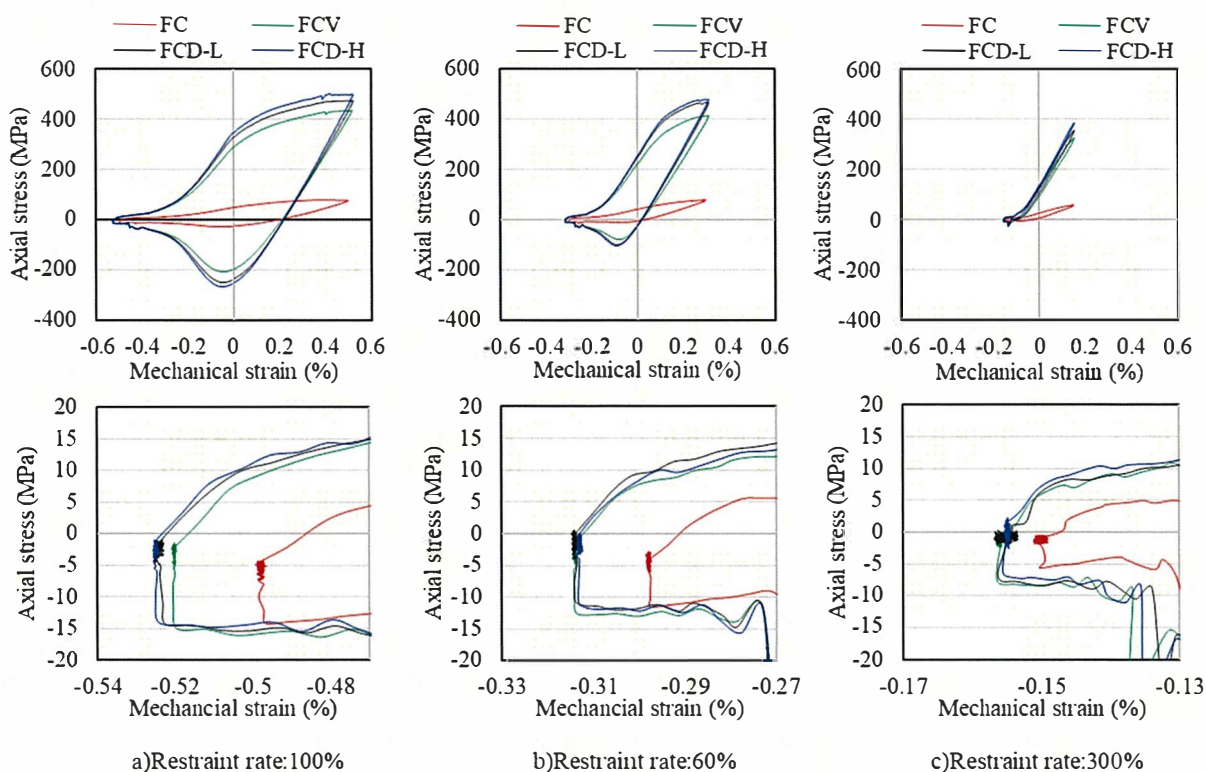 FC FCV
FCD-L FCD-H
FC FCV
FCD-L FCD-H
FC FCV
FCD-L FCD-H
600
400
200
0
-200
-400
Axial stress (MPa)
-0.6 -0.4 -0.2 0 0.2 0.4 0.6
Mechanical strain (%)
600
400
200
0
-200
-400
Axial stress (MPa)
-0.6 -0.4 -0.2 0 0.2 0.4 0.6
Mechanical strain (%)
600
400
200
0
-200
-400
Axial stress (MPa)
-0.6 -0.4 -0.2 0 0.2 0.4 0.6
Mechanical strain (%)
20
15
10
5
0
-5
-10
-15
-20
Axial stress (MPa)
-0.54 -0.52 -0.5 -0.48
Mechancial strain (%)
20
15
10
5
0
-5
-10
-15
-20
Axial stress (MPa)
-0.33 -0.31 -0.29 -0.27
Mechancial strain (%)
20
15
10
5
0
-5
-10
-15
-20
Axial stress (MPa)
-0.17 -0.15 -0.13
Mechanical strain (%)
a)Restraint rate:100%
b)Restraint rate:60%
c)Restraint rate:300%